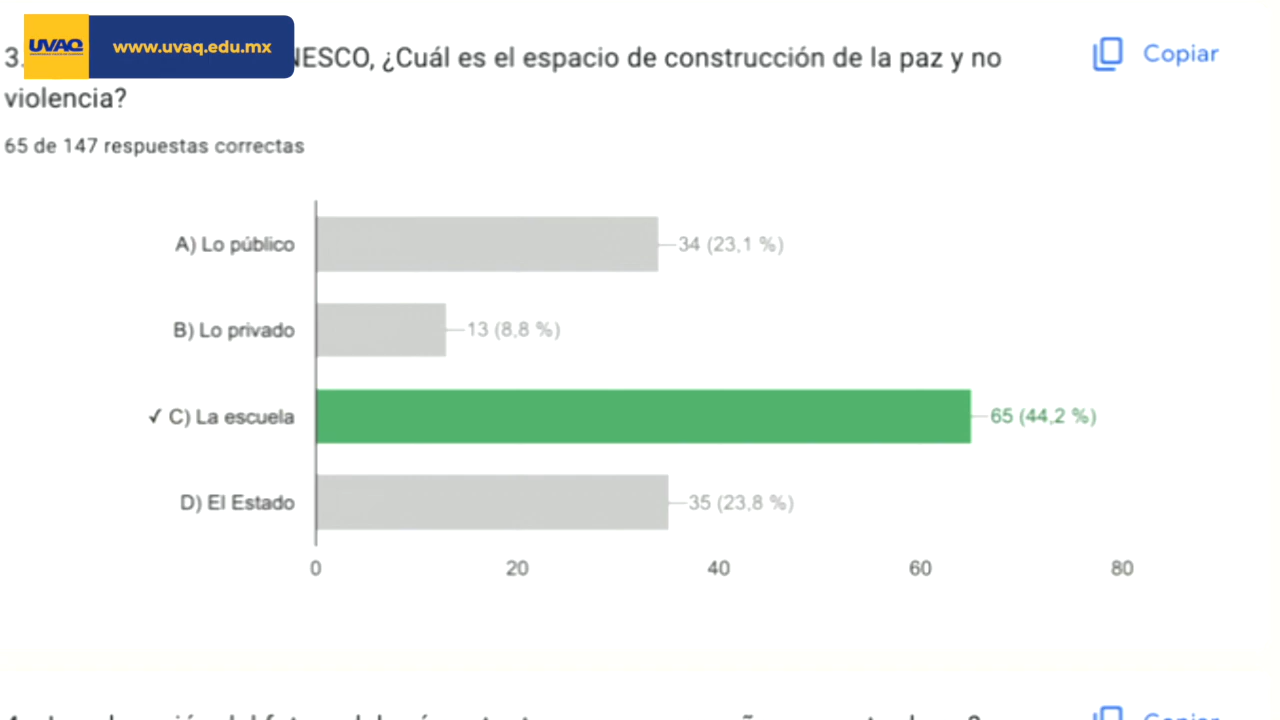 UVAQ
www.uvaq.edu.mx
3. NESCO, ¿Cuál es el espacio de construcción de la paz y no
violencia?
Copiar
65 de 147 respuestas correctas
A) Lo público
34 (23,1 %)
B) Lo privado
13 (8,8 %)
✓ C) La escuela
65 (44,2 %)
D) El Estado
35 (23,8 %)
0 20 40 60 80
Copiar